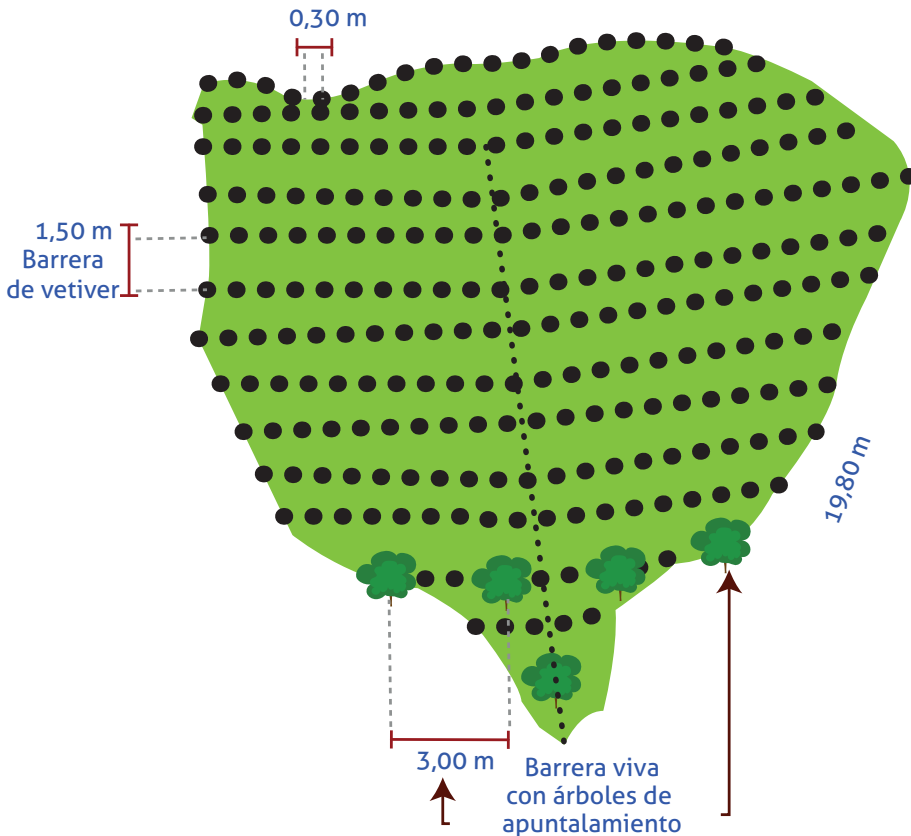 0,30 m
1,50 m
Barrera
de vetiver
19,80 m
3,00 m
Barrera viva
con árboles de
apuntalamiento